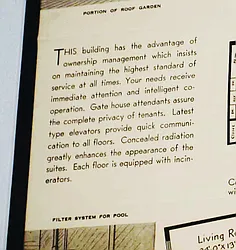 PORTION OF ROOF GARDEN
THIS building has the advantage of
ownership management which insists
on maintaining the highest standard of
service at all times. Your needs receive
immediate attention and intelligent co-
operation. Gate house attendants assure
the complete privacy of tenants. Latest
type elevators provide quick communi-
cation to all floors. Concealed radiation
greatly enhances the appearance of the
suites. Each floor is equipped with incin-
erators.
FILTER SYSTEM FOR POOL
Living Ro